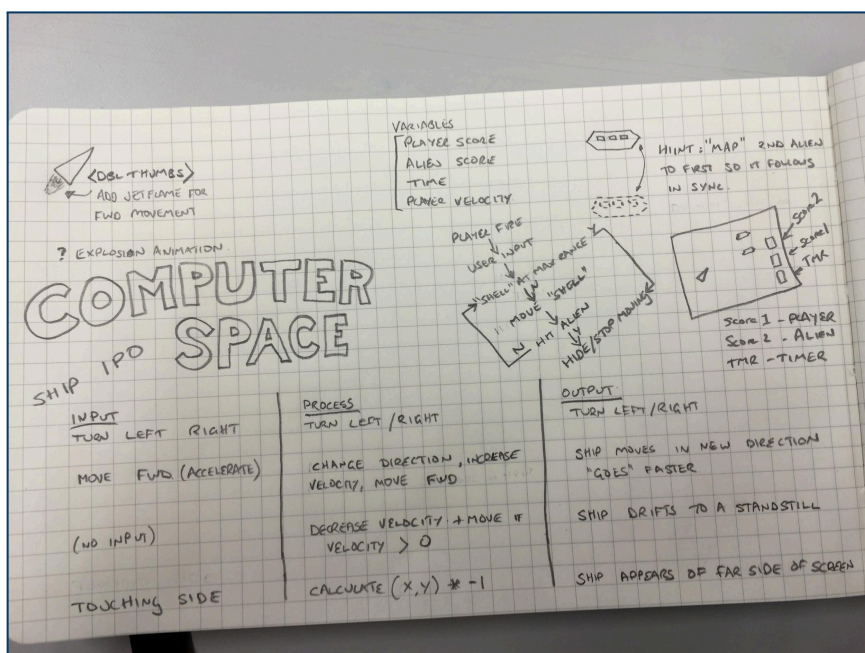 <DBL THUMBS>
ADD JETFLAME FOR
FWD MOVEMENT
? EXPLOSION ANIMATION
COMPUTER
SPACE
VARIABLES
PLAYER SCORE
ALIEN SCORE
TIME
PLAYER VELOCITY
HIINT: "MAP" 2ND ALIEN
TO FIRST SO IT FOLLOWS
IN SYNC.
PLAYER FIRE
USER INPUT
"SHELL" AT MAX RANGE Y
N
MOVE "SHELL"
HIT ALIEN
N Y
HIDE/STOP MOVING
Score 2
Score 1
TMR
Score 1 - PLAYER
Score 2 - ALIEN
TMR - TIMER
SHIP IPO
INPUT
TURN LEFT RIGHT
MOVE FWD (ACCELERATE)
(NO INPUT)
TOUCHING SIDE
PROCESS
TURN LEFT/RIGHT
CHANGE DIRECTION, INCREASE
VELOCITY, MOVE FWD
DECREASE VELOCITY + MOVE IF
VELOCITY > 0
CALCULATE (X,Y) * -1
OUTPUT
TURN LEFT/RIGHT
SHIP MOVES IN NEW DIRECTION
"GOES" FASTER
SHIP DRIFTS TO A STANDSTILL
SHIP APPEARS OF FAR SIDE OF SCREEN